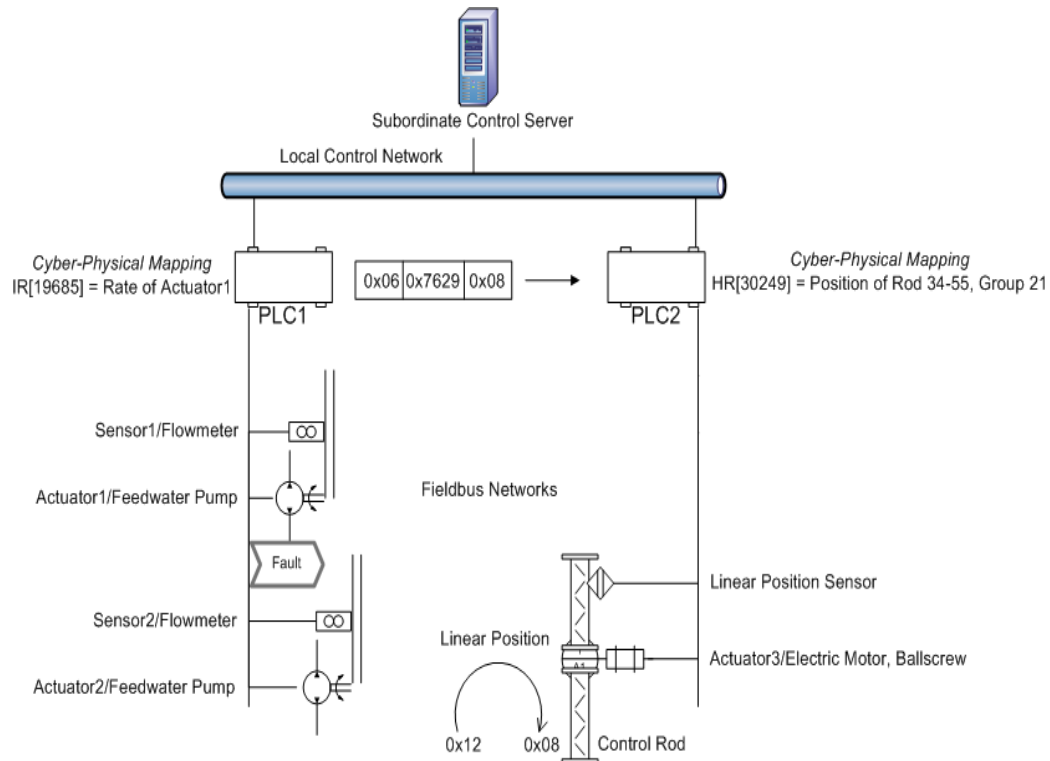 Subordinate Control Server
Local Control Network
Cyber-Physical Mapping
IR[19685] = Rate of Actuator1
PLC1
0x06 0x7629 0x08
PLC2
Cyber-Physical Mapping
HR[30249] = Position of Rod 34-55, Group 21
Sensor1/Flowmeter
Actuator1/Feedwater Pump
Fieldbus Networks
Fault
Linear Position Sensor
Sensor2/Flowmeter
Linear Position
Actuator3/Electric Motor, Ballscrew
Actuator2/Feedwater Pump
0x12
0x08
Control Rod